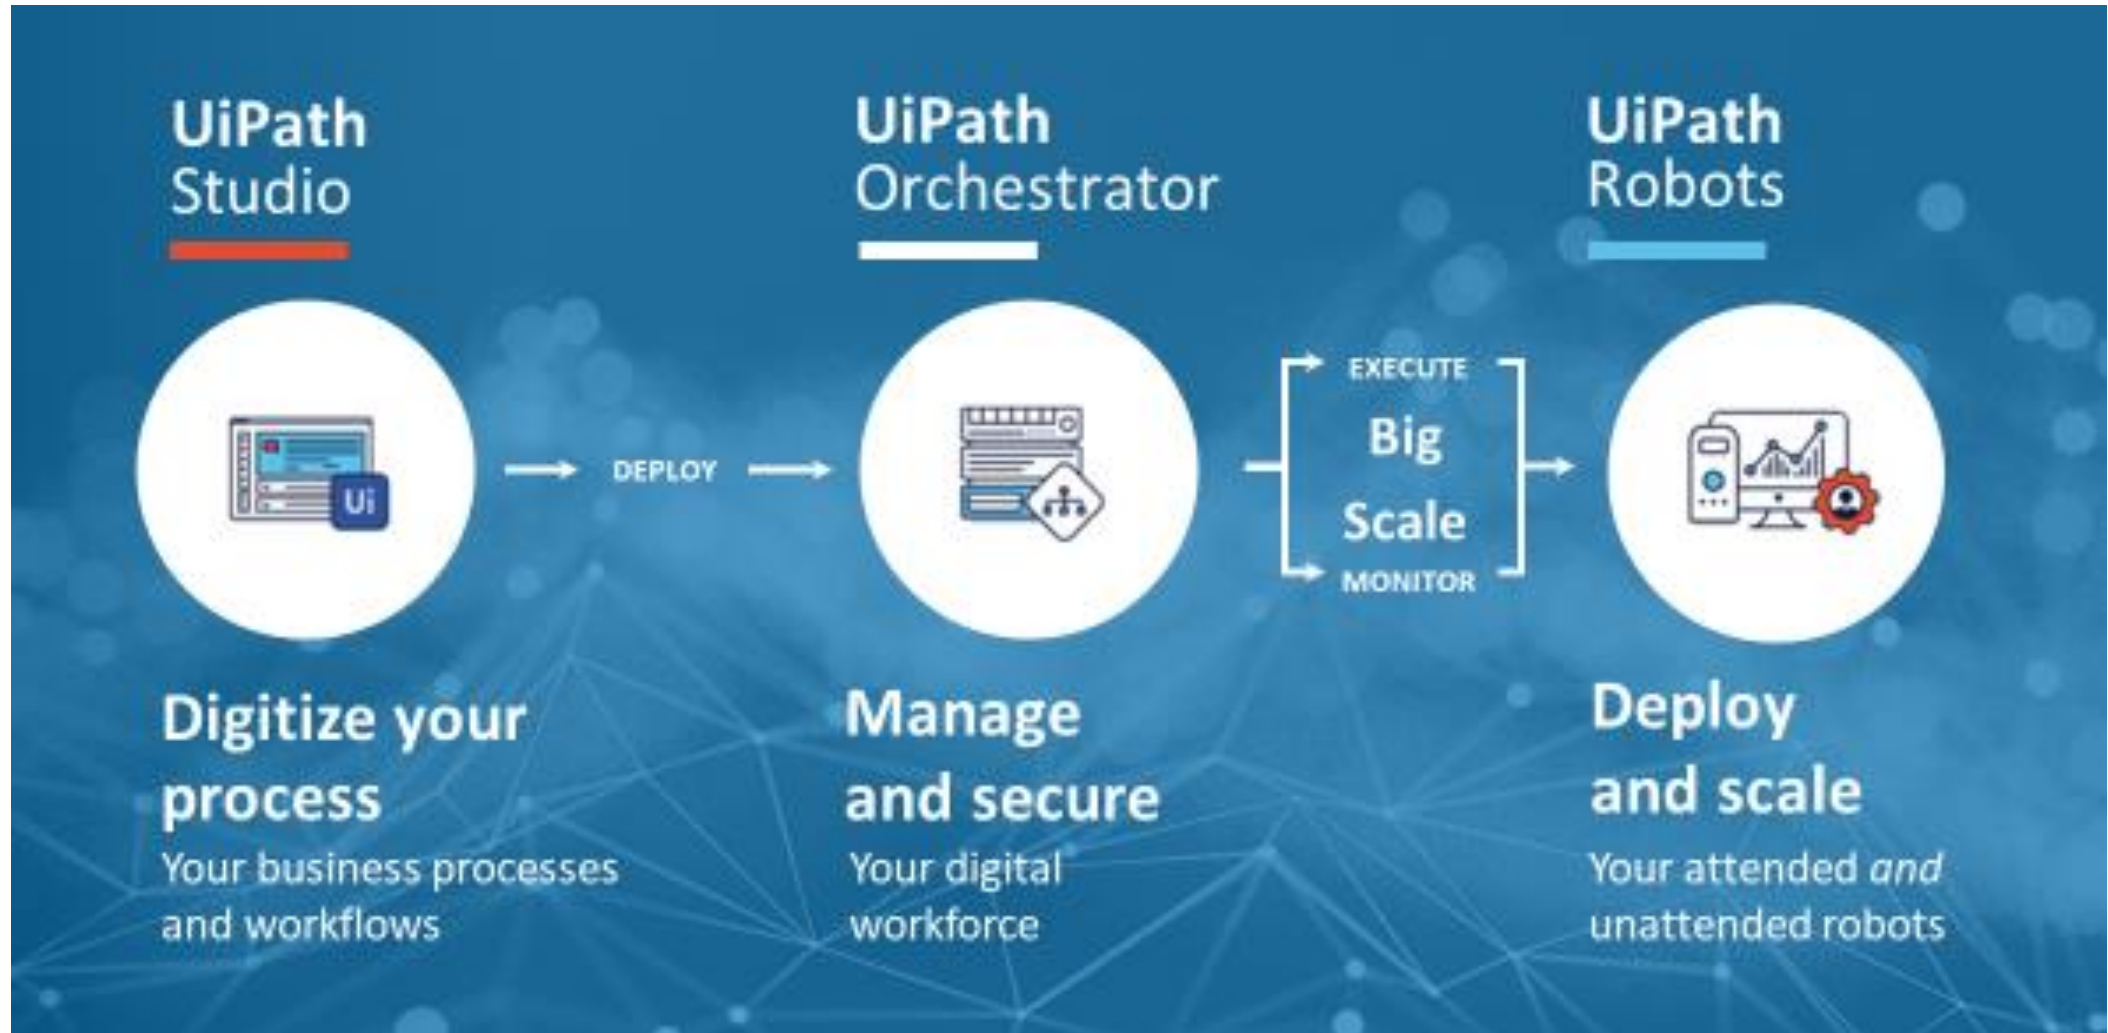 UiPath
Studio
Ui
Digitize your
process
Your business processes
and workflows
DEPLOY
UiPath
Orchestrator
Manage
and secure
Your digital
workforce
EXECUTE
Big
Scale
MONITOR
UiPath
Robots
Deploy
and scale
Your attended and
unattended robots